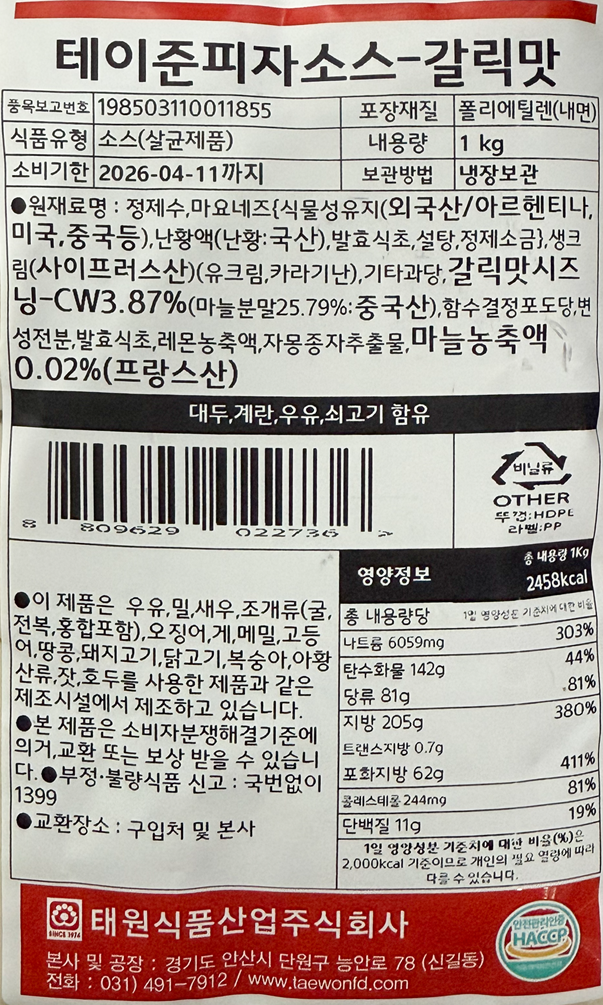 테이준피자소스-갈릭맛
품목보고번호 198503110011855 포장재질 폴리에틸렌(내면)
식품유형 소스(살균제품) 내용량 1 kg
소비기한 2026-04-11까지 보관방법 냉장보관
●원재료명 : 정제수,마요네즈{식물성유지(외국산/아르헨티나,
미국,중국등),난황액(난황:국산),발효식초,설탕,정제소금},생크
림(사이프러스산)(유크림,카라기난),기타과당,갈릭맛시즈
닝-CW3.87%(마늘분말25.79%:중국산),함수결정포도당,변
성전분,발효식초,레몬농축액,자몽종자추출물,마늘농축액
0.02%(프랑스산)
대두,계란,우유,쇠고기 함유
비닐류
OTHER
뚜껑:HDPE
라벨:PP
8 809629 022736 >
영양정보
총 내용량 1Kg
2458kcal
총 내용량당 1일 영양성분 기준치에 대한 비율
나트륨 6059mg 303%
탄수화물 142g 44%
당류 81g 81%
지방 205g 380%
트랜스지방 0.7g
포화지방 62g 411%
콜레스테롤 244mg 81%
단백질 11g 19%
1일 영양성분 기준치에 대한 비율(%)은
2,000kcal 기준이므로 개인의 필요 열량에 따라
다를 수 있습니다.
●이 제품은 우유,밀,새우,조개류(굴,
전복,홍합포함),오징어,게,메밀,고등
어,땅콩,돼지고기,닭고기,복숭아,아황
산류,잣,호두를 사용한 제품과 같은
제조시설에서 제조하고 있습니다.
●본 제품은 소비자분쟁해결기준에
의거,교환 또는 보상 받을 수 있습니
다.●부정·불량식품 신고 : 국번없이
1399
●교환장소 : 구입처 및 본사
SINCE 1974
태원식품산업주식회사
본사 및 공장 : 경기도 안산시 단원구 능안로 78 (신길동)
전화 : 031) 491-7912 / www.taewonfd.com
안전관리인증
HACCP